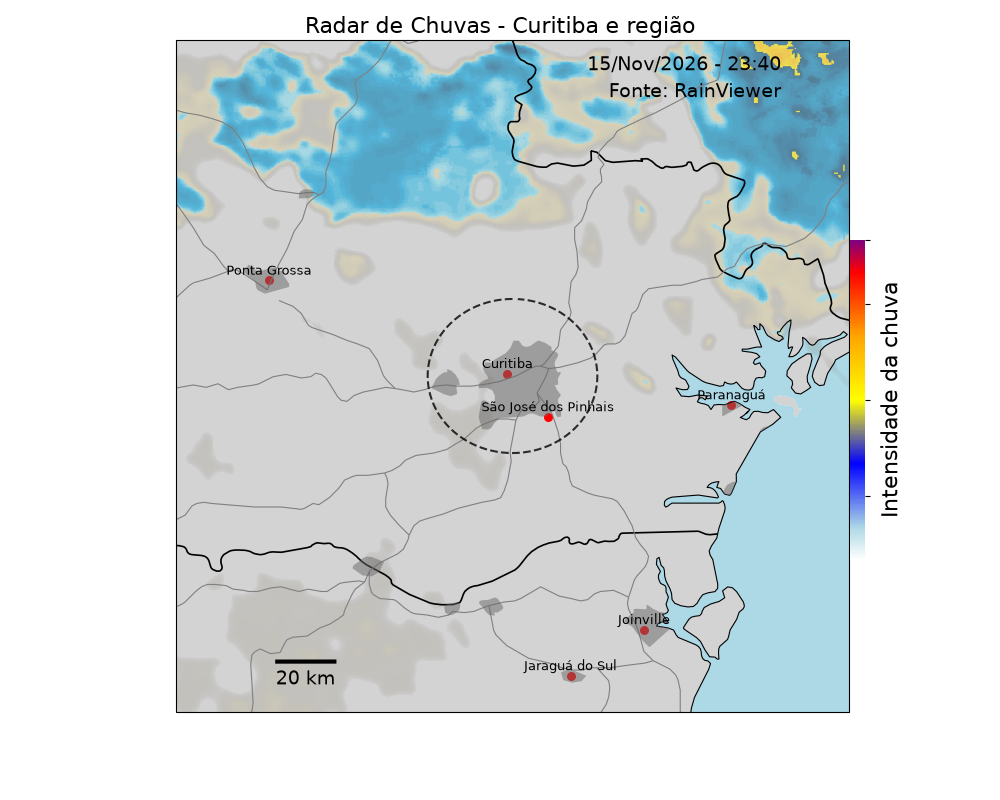 Radar de Chuvas - Curitiba e região
15/Nov/2026 - 23:40
Fonte: RainViewer
Ponta Grossa
Curitiba
São José dos Pinhais
Paranaguá
Joinville
Jaraguá do Sul
20 km
Intensidade da chuva